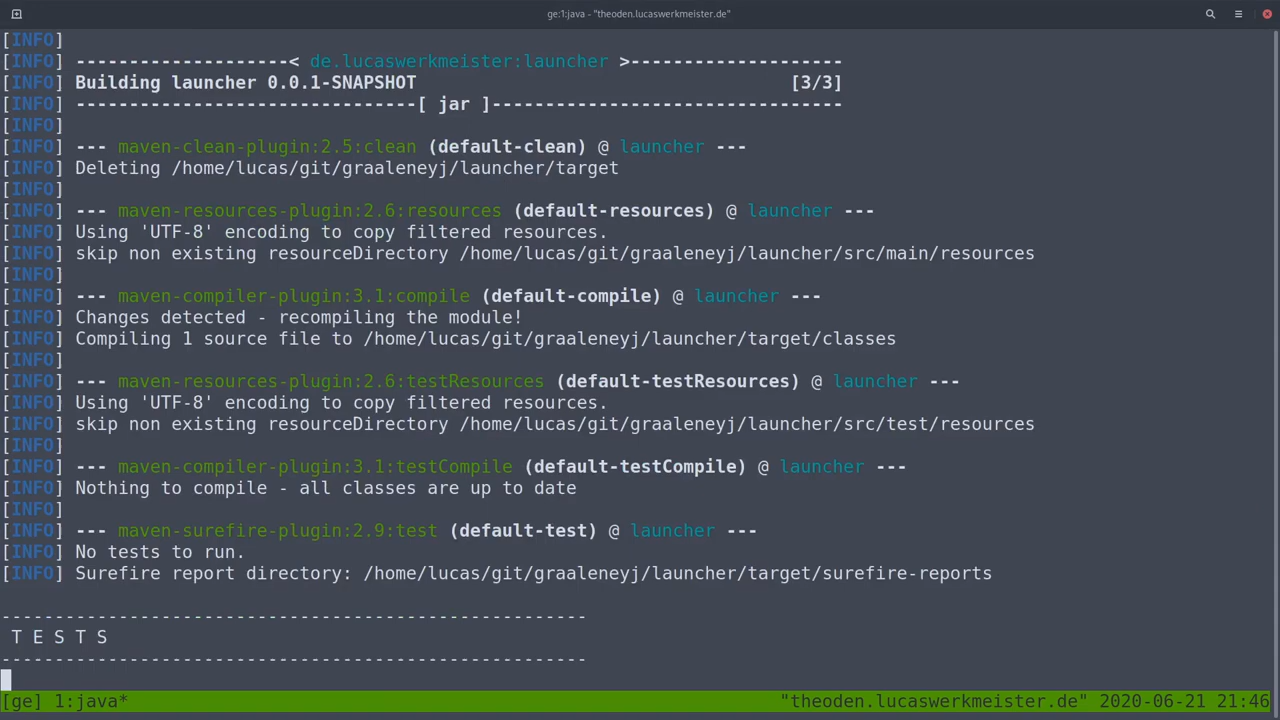 ge:1:java - "theoden.lucaswerkmeister.de"
[INFO]
[INFO] -------------------< de.lucaswerkmeister:launcher >--------------------
[INFO] Building launcher 0.0.1-SNAPSHOT                                   [3/3]
[INFO] --------------------------------[ jar ]---------------------------------
[INFO]
[INFO] --- maven-clean-plugin:2.5:clean (default-clean) @ launcher ---
[INFO] Deleting /home/lucas/git/graaleneyj/launcher/target
[INFO]
[INFO] --- maven-resources-plugin:2.6:resources (default-resources) @ launcher ---
[INFO] Using 'UTF-8' encoding to copy filtered resources.
[INFO] skip non existing resourceDirectory /home/lucas/git/graaleneyj/launcher/src/main/resources
[INFO]
[INFO] --- maven-compiler-plugin:3.1:compile (default-compile) @ launcher ---
[INFO] Changes detected - recompiling the module!
[INFO] Compiling 1 source file to /home/lucas/git/graaleneyj/launcher/target/classes
[INFO]
[INFO] --- maven-resources-plugin:2.6:testResources (default-testResources) @ launcher ---
[INFO] Using 'UTF-8' encoding to copy filtered resources.
[INFO] skip non existing resourceDirectory /home/lucas/git/graaleneyj/launcher/src/test/resources
[INFO]
[INFO] --- maven-compiler-plugin:3.1:testCompile (default-testCompile) @ launcher ---
[INFO] Nothing to compile - all classes are up to date
[INFO]
[INFO] --- maven-surefire-plugin:2.9:test (default-test) @ launcher ---
[INFO] No tests to run.
[INFO] Surefire report directory: /home/lucas/git/graaleneyj/launcher/target/surefire-reports
-------------------------------------------------------
 T E S T S
-------------------------------------------------------
[ge] 1:java* "theoden.lucaswerkmeister.de" 2020-06-21 21:46